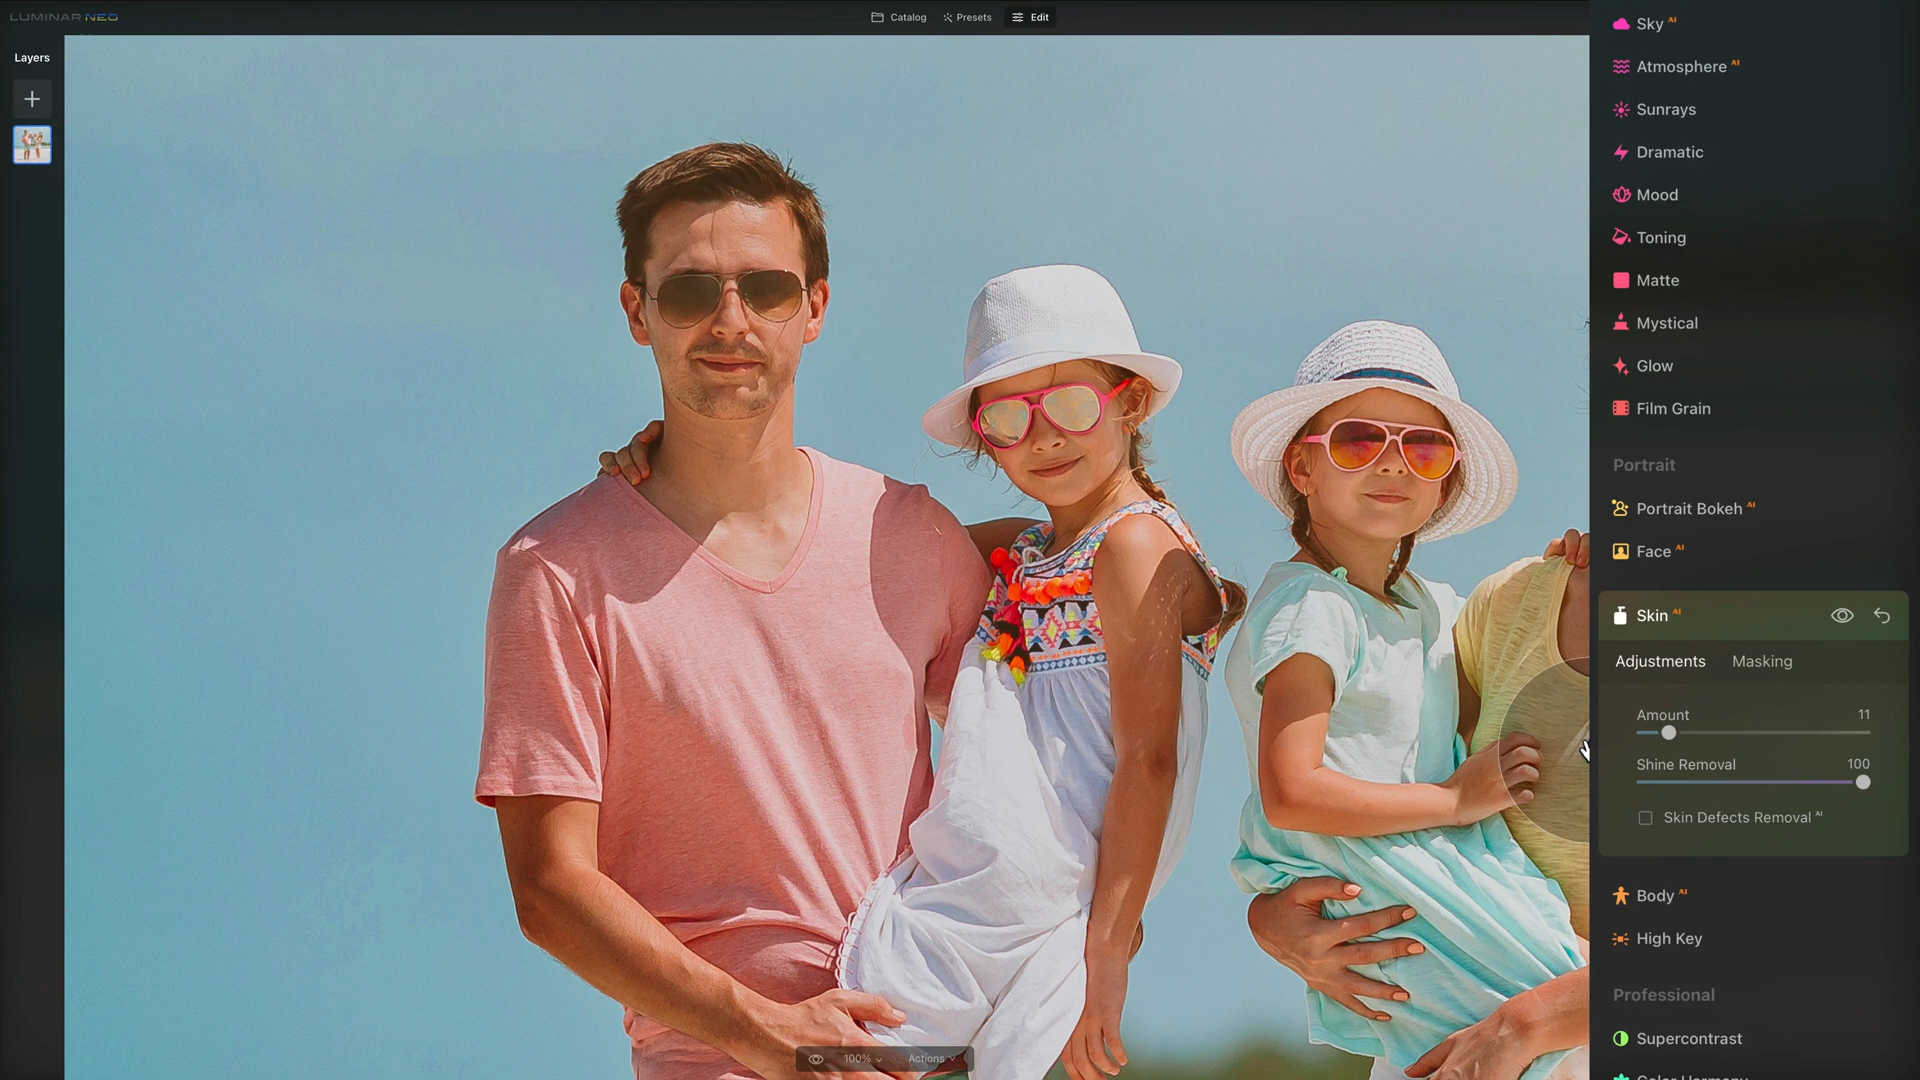 LUMINAR NEO
Catalog
Presets
Edit
Layers
Sky AI
Atmosphere AI
Sunrays
Dramatic
Mood
Toning
Matte
Mystical
Glow
Film Grain
Portrait
Portrait Bokeh AI
Face AI
Skin AI
Adjustments Masking
Amount 11
Shine Removal 100
Skin Defects Removal AI
Body AI
High Key
Professional
Supercontrast
Color Harmony
100%
Actions